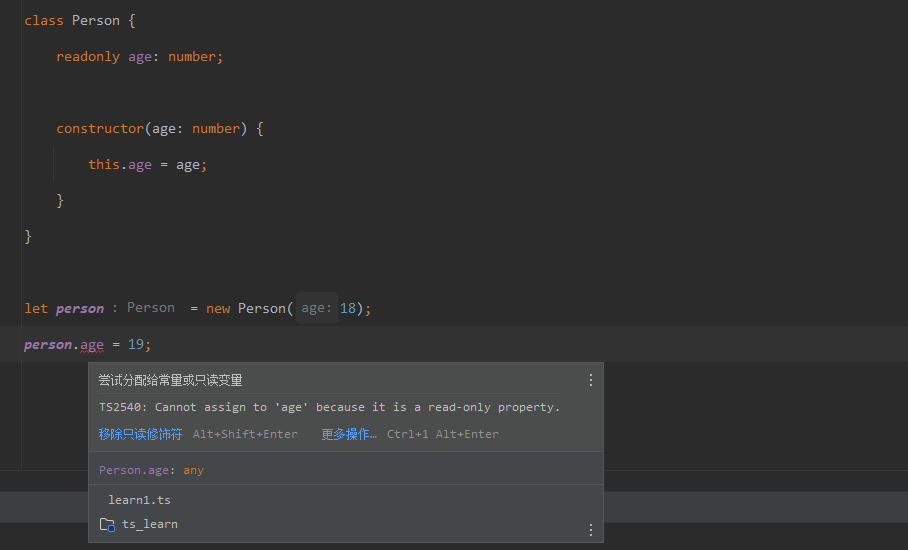 class Person {
readonly age: number;
constructor(age: number) {
this.age = age;
}
}
let person : Person = new Person( age: 18);
person.age = 19;
尝试分配给常量或只读变量
TS2540: Cannot assign to 'age' because it is a read-only property.
移除只读修饰符 Alt+Shift+Enter 更多操作… Ctrl+1 Alt+Enter
Person.age: any
learn1.ts
ts_learn